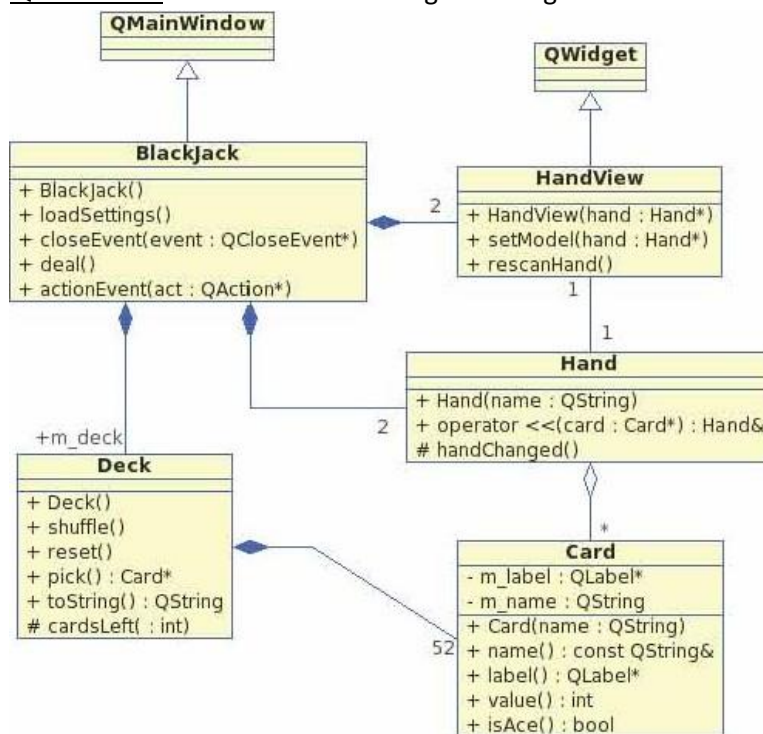 QMainWindow
QWidget
BlackJack
+ BlackJack()
+ loadSettings()
+ closeEvent(event : QCloseEvent*)
+ deal()
+ actionEvent(act : QAction*)
2
HandView
+ HandView(hand : Hand*)
+ setModel(hand : Hand*)
+ rescanHand()
1
1
Hand
+ Hand(name : QString)
+ operator <<(card : Card*) : Hand&
# handChanged()
2
+m_deck
Deck
+ Deck()
+ shuffle()
+ reset()
+ pick() : Card*
+ toString() : QString
# cardsLeft( : int)
*
52
Card
- m_label : QLabel*
- m_name : QString
+ Card(name : QString)
+ name() : const QString&
+ label() : QLabel*
+ value() : int
+ isAce() : bool